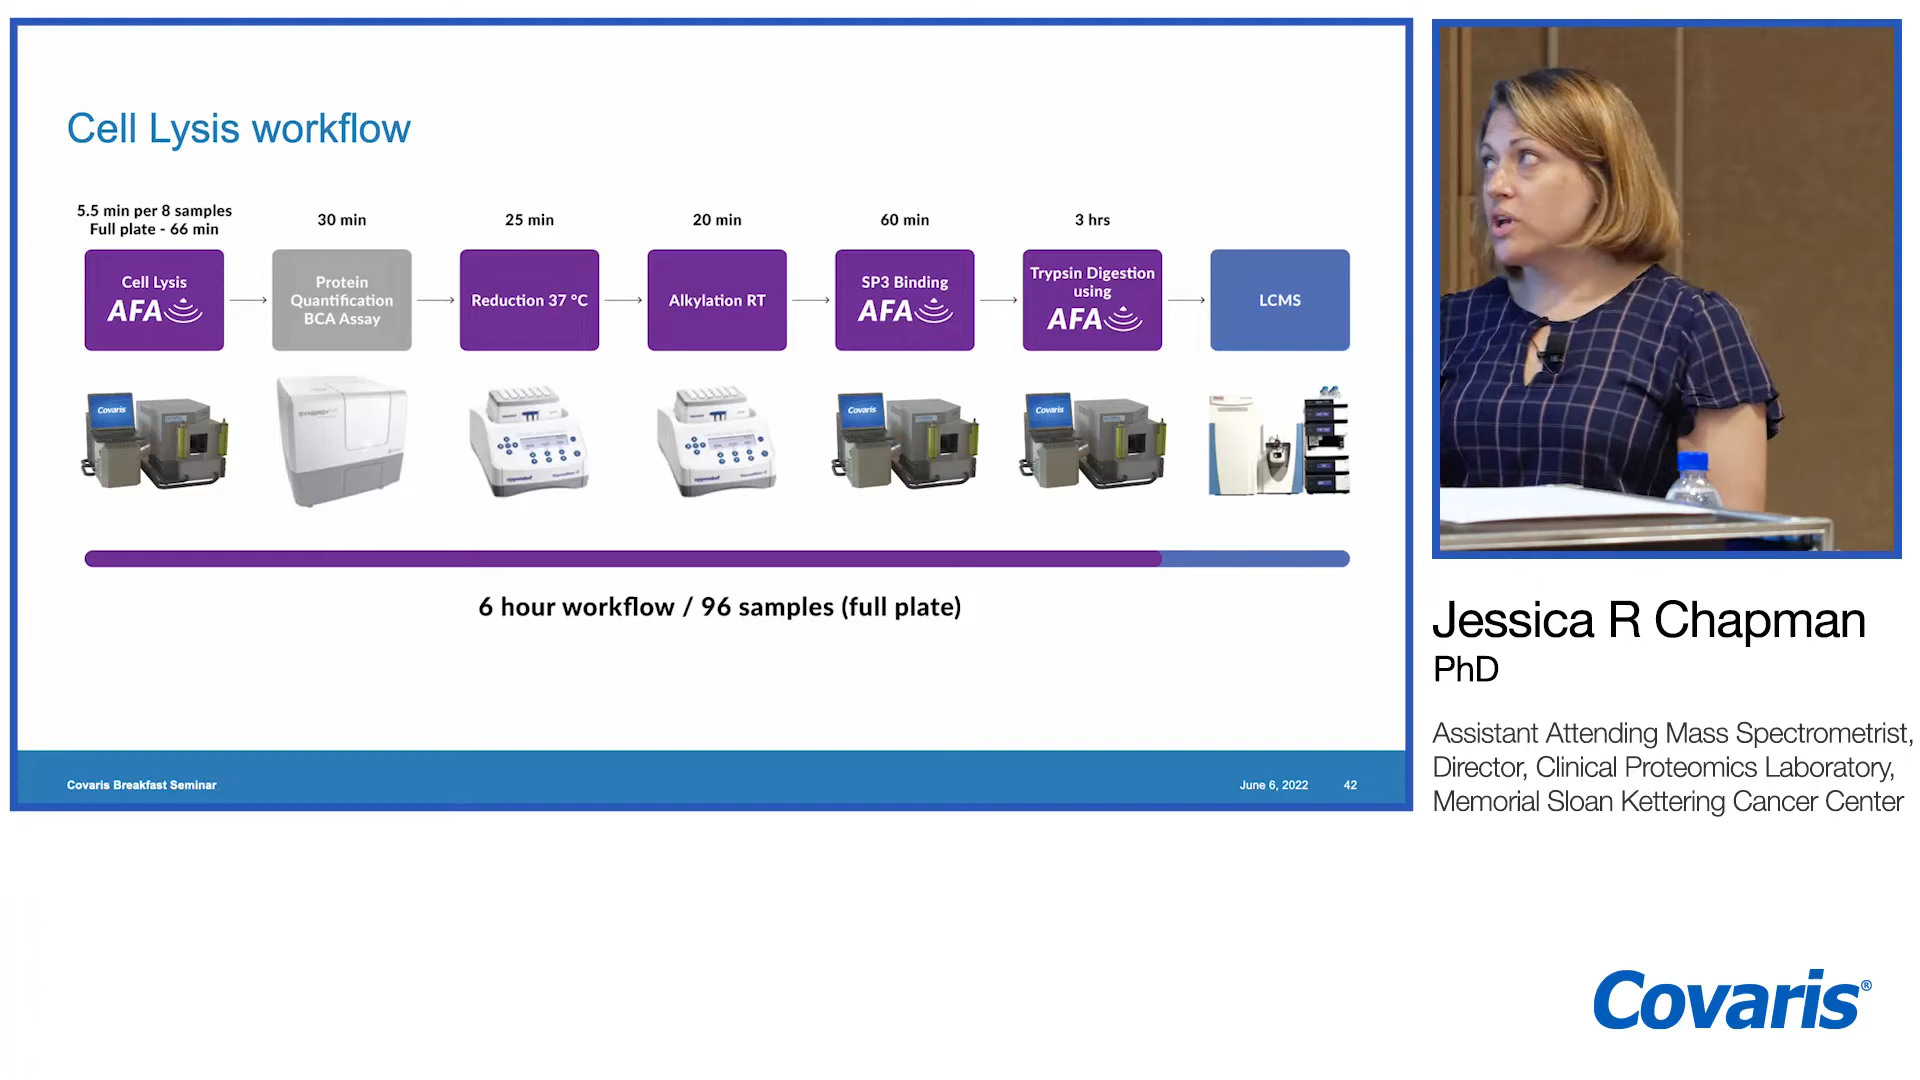 Cell Lysis workflow
5.5 min per 8 samples
Full plate - 66 min
30 min
25 min
20 min
60 min
3 hrs
Cell Lysis
AFA
Protein
Quantification
BCA Assay
Reduction 37 °C
Alkylation RT
SP3 Binding
AFA
Trypsin Digestion
using
AFA
LCMS
Covaris
Covaris
Covaris
6 hour workflow / 96 samples (full plate)
Covaris Breakfast Seminar
June 6, 2022
42
Jessica R Chapman
PhD
Assistant Attending Mass Spectrometrist,
Director, Clinical Proteomics Laboratory,
Memorial Sloan Kettering Cancer Center
Covaris®